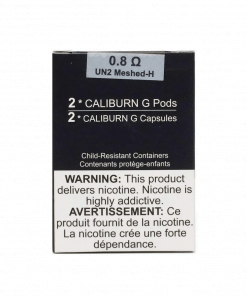 0.8 Ω
UN2 Meshed-H
2 * CALIBURN G Pods
2 * CALIBURN G Capsules
Child-Resistant Containers
Contenants protège-enfants
WARNING: This product
delivers nicotine. Nicotine is
highly addictive.
AVERTISSEMENT: Ce
produit fournit de la nicotine.
La nicotine crée une forte
dépendance.